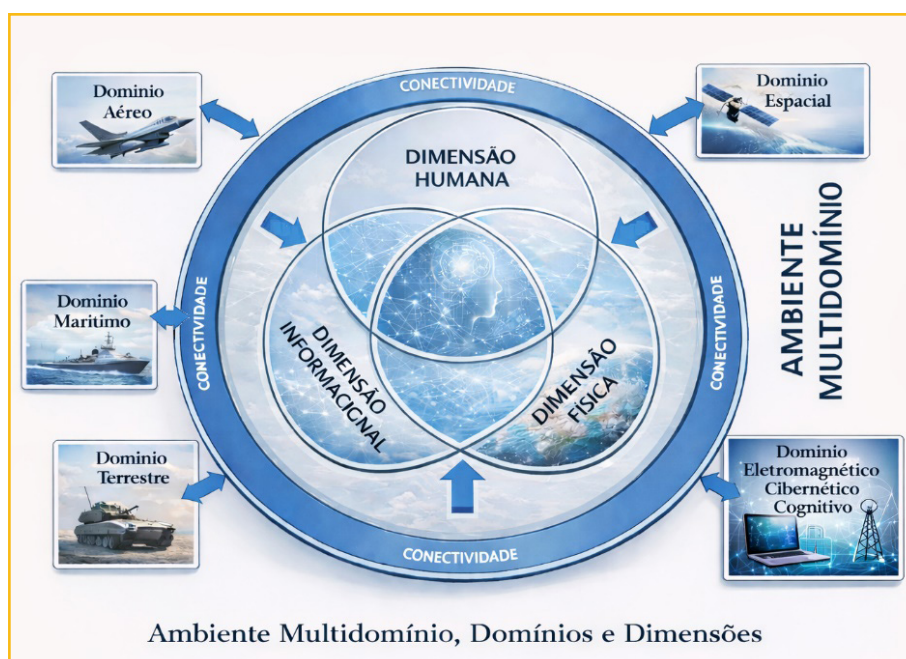 CONECTIVIDADE
Dominio
Aéreo
Dominio
Espacial
DIMENSÃO
HUMANA
AMBIENTE
MULTIDOMÍNIO
CONECTIVIDADE
CONECTIVIDADE
Dominio
Maritimo
DIMENSÃO
INFORMACIGNAL
DIMENSÃO
FÍSICA
Dominio
Terrestre
Dominio
Eletromagnético
Cibernético
Cognitivo
CONECTIVIDADE
Ambiente Multidomínio, Domínios e Dimensões